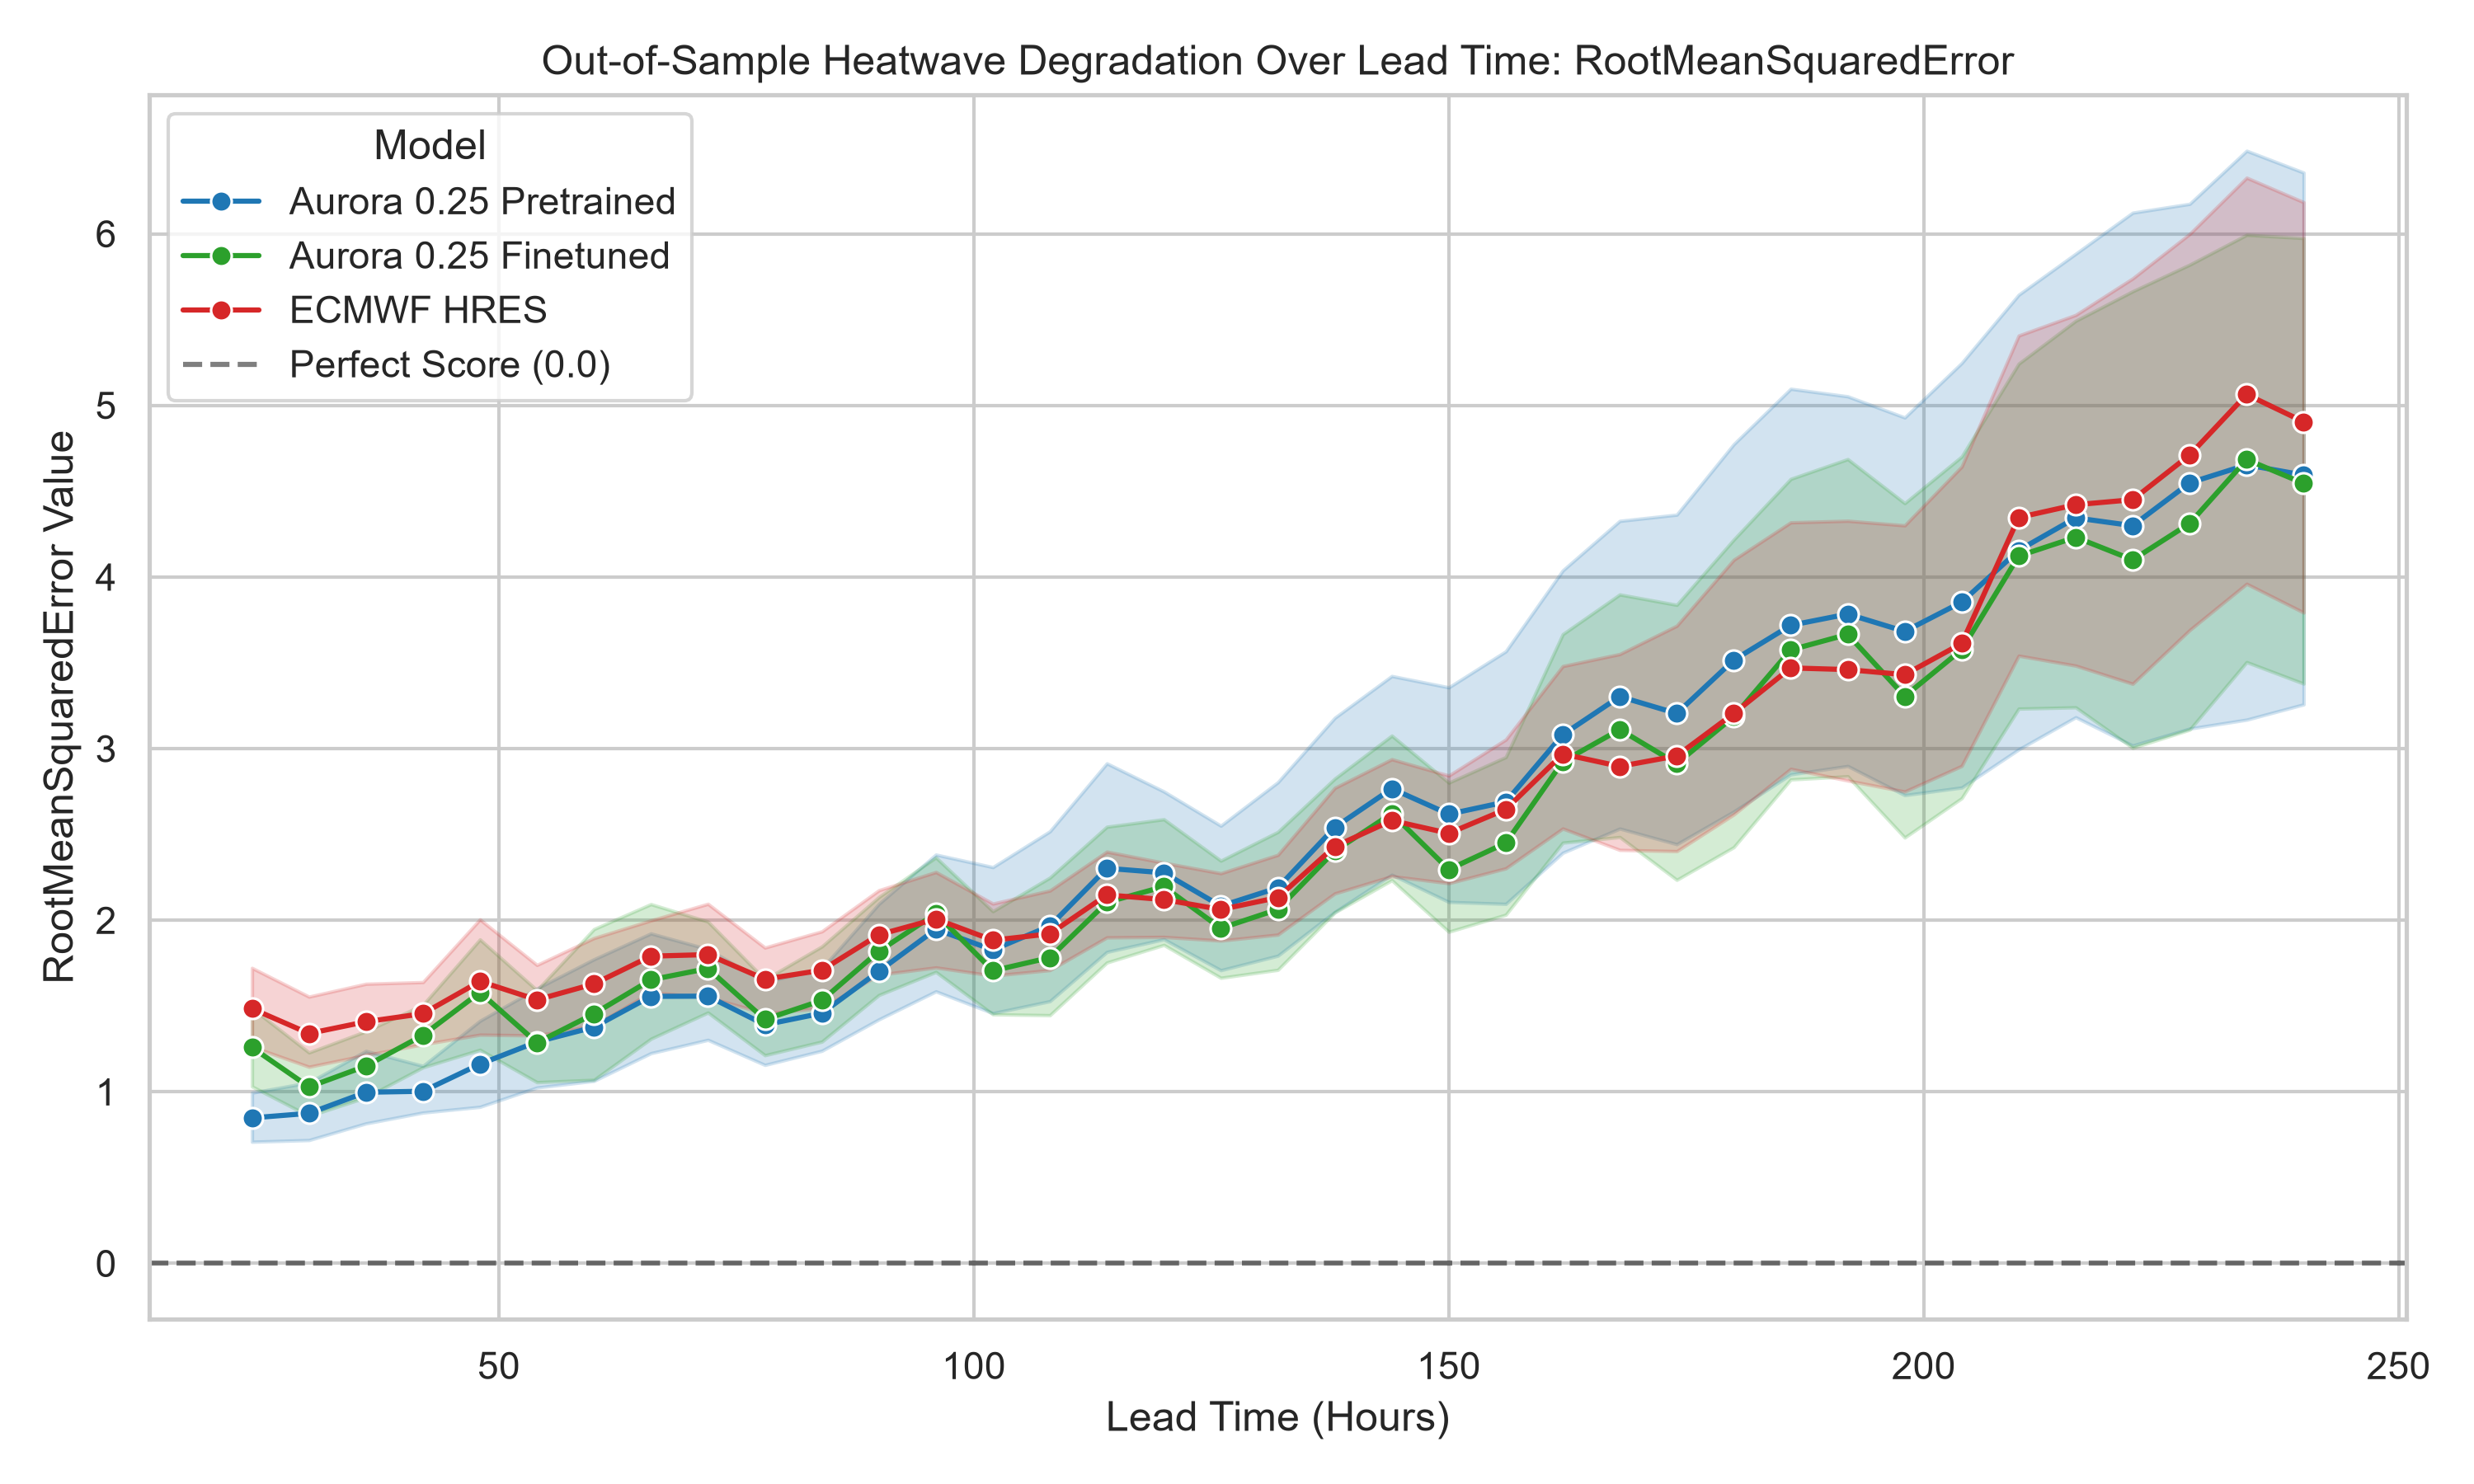 Out-of-Sample Heatwave Degradation Over Lead Time: RootMeanSquaredError
Model
Aurora 0.25 Pretrained
Aurora 0.25 Finetuned
ECMWF HRES
Perfect Score (0.0)
RootMeanSquaredError Value
6
5
4
3
2
1
0
50 100 150 200 250
Lead Time (Hours)